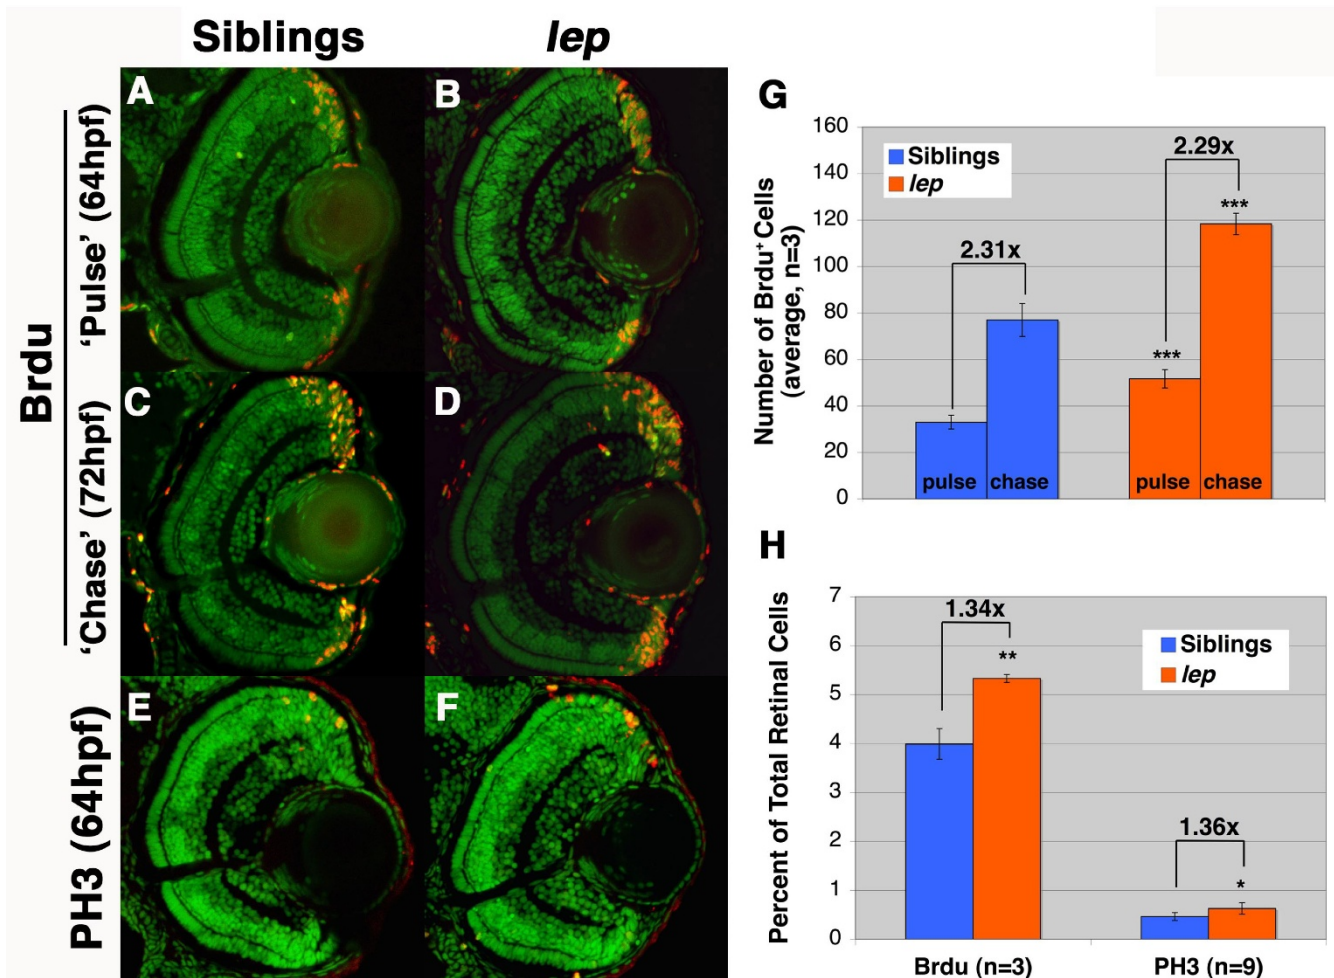 Siblings
lep
Brdu
‘Pulse’ (64hpf)
‘Chase’ (72hpf)
PH3 (64hpf)
A
B
C
D
E
F
G
Number of Brdu⁺ Cells
(average, n=3)
160
140
120
100
80
60
40
20
0
Siblings
lep
2.31x
2.29x
***
***
pulse
chase
pulse
chase
H
Percent of Total Retinal Cells
7
6
5
4
3
2
1
0
1.34x
**
Siblings
lep
1.36x
*
Brdu (n=3)
PH3 (n=9)